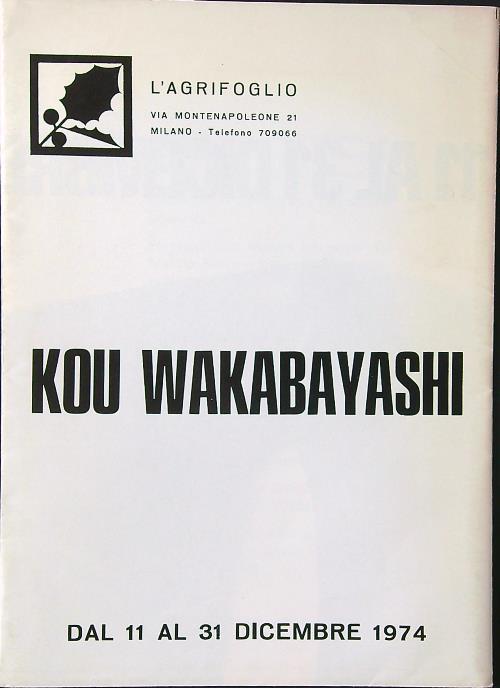 L'AGRIFOGLIO
VIA MONTENAPOLEONE 21
MILANO - Telefono 709066
KOU WAKABAYASHI
DAL 11 AL 31 DICEMBRE 1974